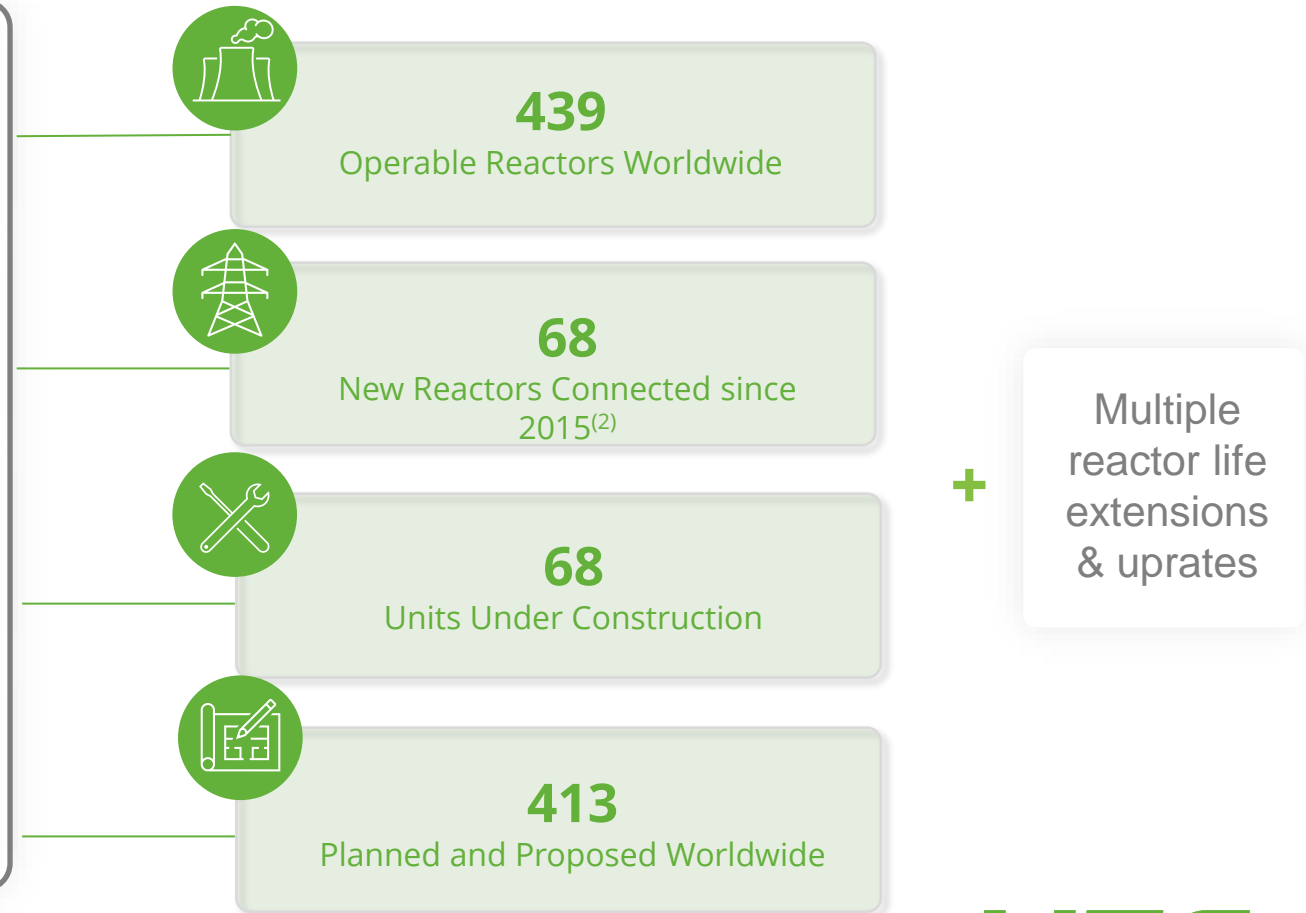 439
Operable Reactors Worldwide
68
New Reactors Connected since
2015(2)
68
Units Under Construction
413
Planned and Proposed Worldwide
+
Multiple
reactor life
extensions
& uprates